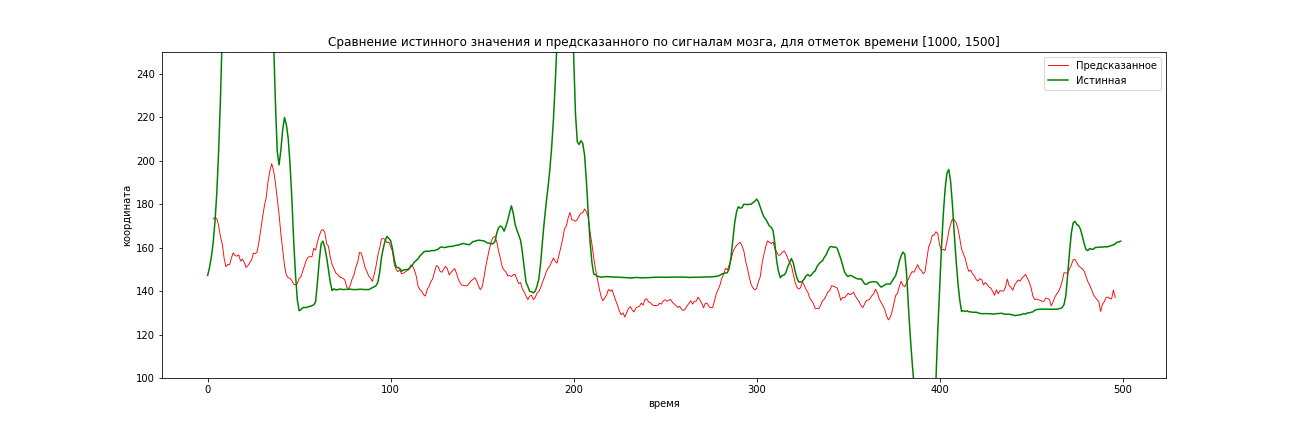 Сравнение истинного значения и предсказанного по сигналам мозга, для отметок времени [1000, 1500]
Предсказанное
Истинная
240
220
200
180
160
140
120
100
координата
0
100
200
300
400
500
время